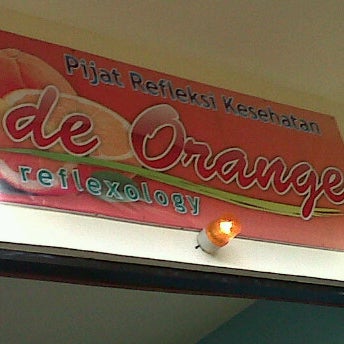 Pijat Refleksi Kesehatan
de Orange
reflexology